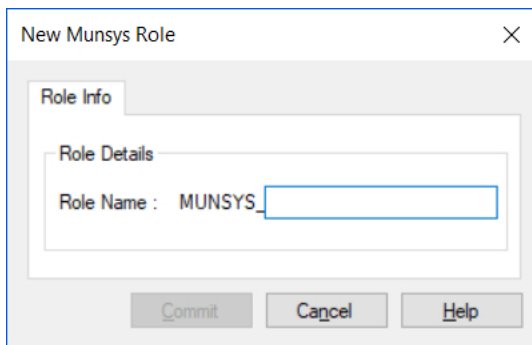 New Munsys Role
Role Info
Role Details
Role Name : MUNSYS_
Commit Cancel Help